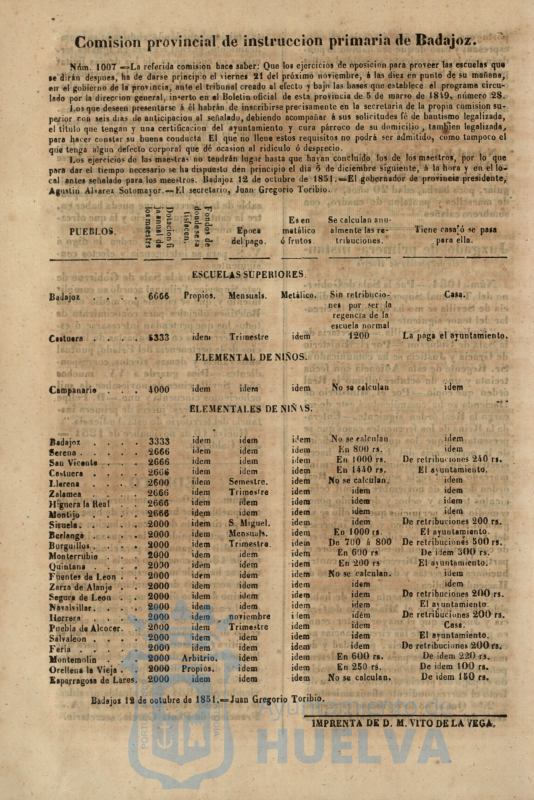 Comision provincial de instruccion primaria de Badajoz.
Núm. 1007 —La referida comision hace saber: Que los ejercicios de oposicion para proveer las escuelas que
se dirán despues, ha de darse principio el viernes 21 del próximo noviembre, á las diez en punto de su mañana,
en el gobierno de la provincia, ante el tribunal creado al efecto y bajo las bases que establece el programa circu-
lado por la direccion general, inserto en el Boletin oficial de esta provincia de 5 de marzo de 1849, número 28.
Los que deseen presentarse á él habrán de inscribirse precisamente en la secretaria de la propia comision su-
perior con seis dias de anticipacion al señalado, debiendo acompañar á sus solicitudes fé de bautismo legalizada,
el título que tengan y una certificacion del ayuntamiento y cura párroco de su domicilio, tambien legalizada,
para hacer constar su buena conducta El que no llene estos requisitos no podrá ser admitido, como tampoco el
que tenga algun defecto corporal que dé ocasion al ridículo ó desprecio.
Los ejercicios de las maestras no tendrán lugar hasta que hayan concluido los de los maestros, por lo que
para dar el tiempo necesario se ha dispuesto den principio el dia 6 de diciembre siguiente, á la hora y en el lo-
cal antes señalado para los maestros. Badajoz 12 de octubre de 1851.—El gobernador de provincia presidente,
Agustin Alvarez Sotomayor.—El secretario, Juan Gregorio Toribio.
PUEBLOS. Dotacion fija anual de los maestros Fondos de donde se satisfacen. Epoca del pago. Es en metálico ó frutos Se calculan anualmente las retribuciones. Tiene casa ó se pasa para ella.
ESCUELAS SUPERIORES.
Badajoz . . . . 6666 Propios. Mensuals. Metálico. Sin retribuciones por ser la regencia de la escuela normal Casa.
Castuera . . . . 5333 idem Trimestre idem 1200 La paga el ayuntamiento.
ELEMENTAL DE NIÑOS.
Campanario . . . 4000 idem idem idem No se calculan idem
ELEMENTALES DE NIÑAS.
Badajoz . . . . 3333 idem idem idem No se calculan idem
Serena . . . . 2666 idem idem idem En 800 rs. idem
San Vicente . . . 2666 idem idem idem En 1000 rs. De retribuciones 240 rs.
Castuera . . . . 2666 idem idem idem En 1440 rs. El ayuntamiento.
Llerena . . . . 2600 idem Semestre. idem No se calculan. idem
Zalamea . . . . 2666 idem Trimestre idem idem idem
Higuera la Real . . 2666 idem idem idem idem idem
Montijo . . . . 2666 idem idem idem idem idem
Siruela . . . . 2000 idem S. Miguel. idem idem De retribuciones 200 rs.
Berlanga . . . . 2000 idem Mensuals. idem En 1000 rs. El ayuntamiento.
Burguillos . . . 2000 idem Trimestre. idem De 700 á 800 De retribuciones 500 rs.
Monterrubio . . . 2000 idem idem idem En 600 rs De idem 300 rs.
Quintana . . . . 2000 idem idem idem En 200 rs El ayuntamiento.
Fuentes de Leon . . 2000 idem idem idem No se calculan. idem
Zarza de Alanje . . 2000 idem idem idem idem idem
Segura de Leon . . 2000 idem idem idem idem De retribuciones 200 rs.
Navalvillar . . . 2000 idem idem idem idem El ayuntamiento
Herrera . . . . 2000 idem noviembre idem idem De retribuciones 200 rs.
Puebla de Alcocer. . 2000 idem Trimestre idem idem Casa.
Salvaleon . . . . 2000 idem idem idem idem El ayuntamiento.
Feria . . . . 2000 idem idem idem idem De retribuciones 200 rs.
Montemolin . . . 2000 Arbitrio. idem idem En 600 rs. De idem 220 rs.
Orellena la Vieja . . 2000 Propios. idem idem En 250 rs. De idem 100 rs.
Esparragosa de Lares. 2000 idem idem idem No se calculan. De idem 150 rs.
Badajoz 12 de octubre de 1851.—Juan Gregorio Toribio.
IMPRENTA DE D. M. VITO DE LA VEGA.
Ayuntamiento de
HUELVA